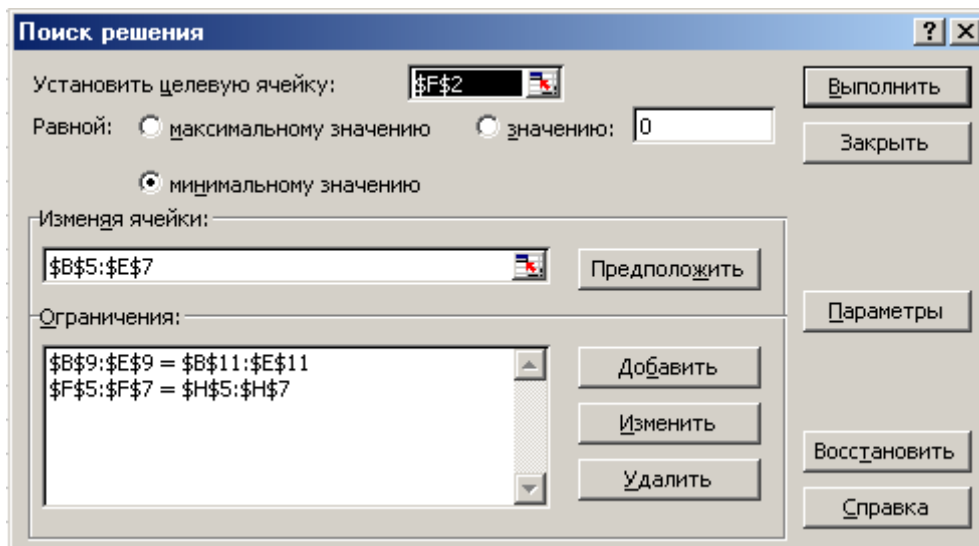 Поиск решения
Установить целевую ячейку: $F$2
Выполнить
Равной: максимальному значению значению: 0
Закрыть
минимальному значению
Изменяя ячейки:
$B$5:$E$7
Предположить
Параметры
Ограничения:
$B$9:$E$9 = $B$11:$E$11
$F$5:$F$7 = $H$5:$H$7
Добавить
Изменить
Удалить
Восстановить
Справка